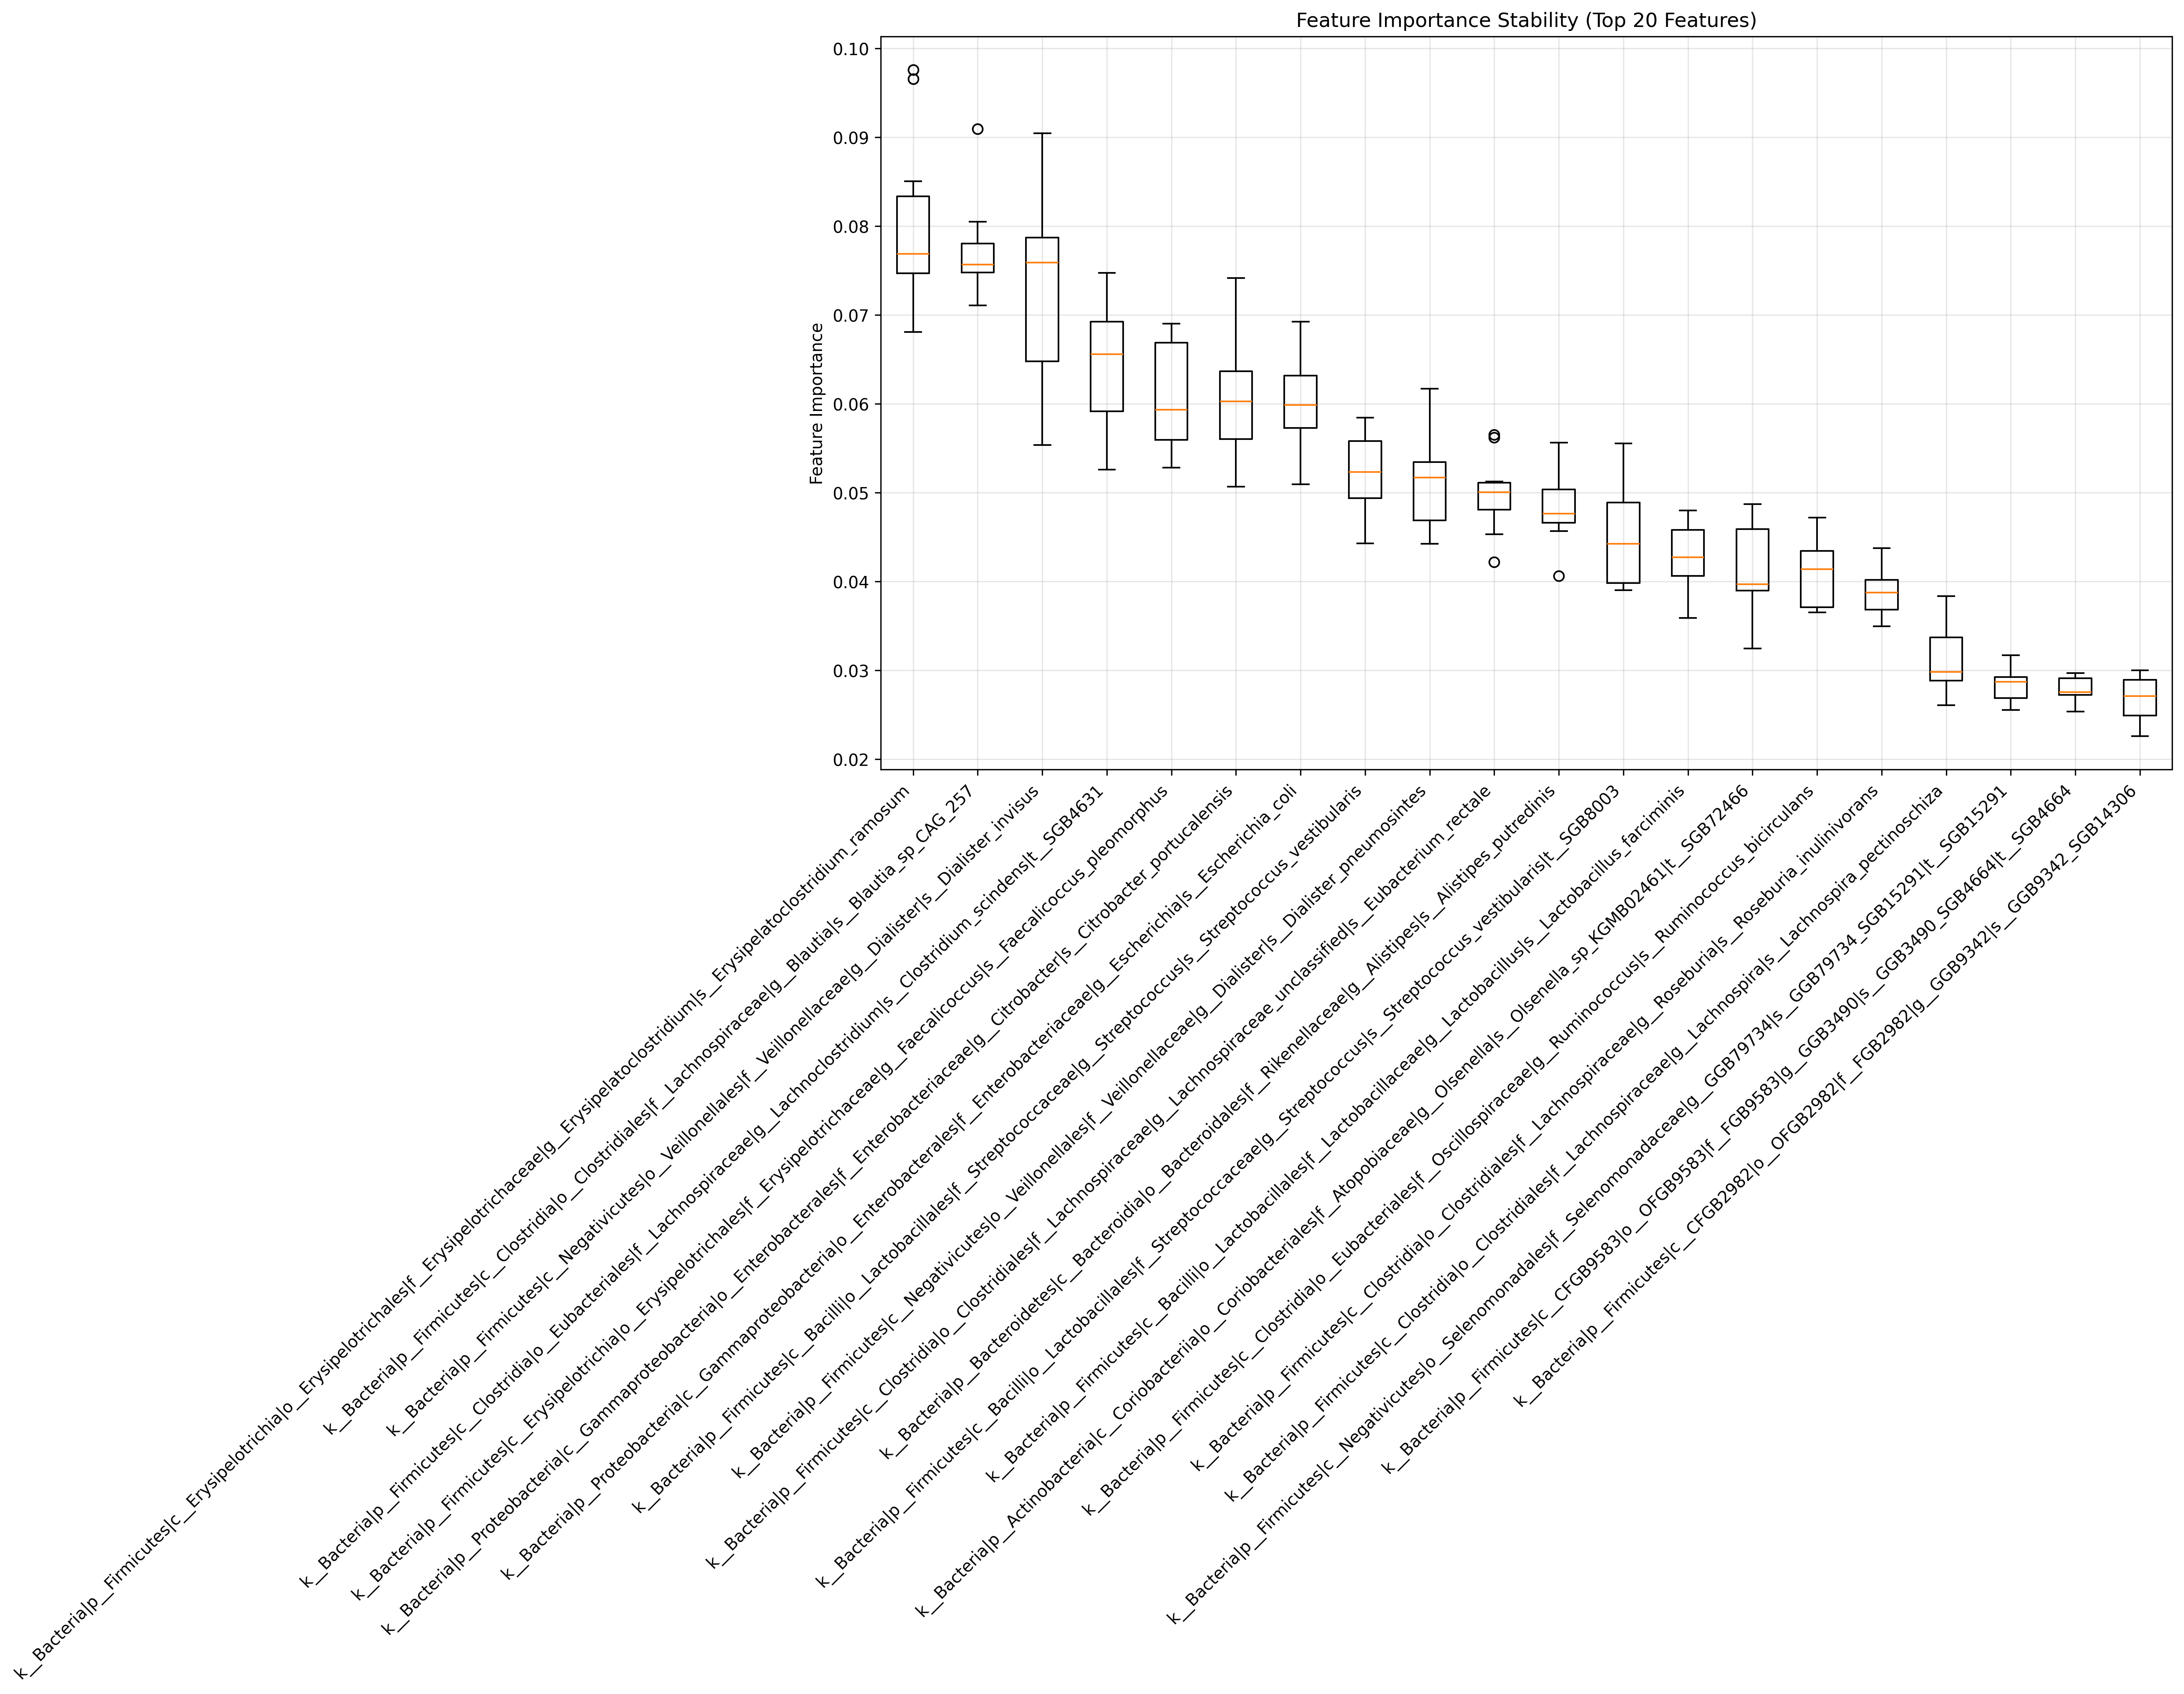 Feature Importance Stability (Top 20 Features)
0.10
0.09
0.08
0.07
0.06
0.05
0.04
0.03
0.02
Feature Importance
k__Bacteria|p__Firmicutes|c__Erysipelotrichia|o__Erysipelotrichales|f__Erysipelotrichaceae|g__Erysipelatoclostridium|s__Erysipelatoclostridium_ramosum
k__Bacteria|p__Firmicutes|c__Clostridia|o__Clostridiales|f__Lachnospiraceae|g__Blautia|s__Blautia_sp_CAG_257
k__Bacteria|p__Firmicutes|c__Negativicutes|o__Veillonellales|f__Veillonellaceae|g__Dialister|s__Dialister_invisus
k__Bacteria|p__Firmicutes|c__Clostridia|o__Eubacteriales|f__Lachnospiraceae|g__Lachnoclostridium|s__Clostridium_scindens|t__SGB4631
k__Bacteria|p__Firmicutes|c__Erysipelotrichia|o__Erysipelotrichales|f__Erysipelotrichaceae|g__Faecalicoccus|s__Faecalicoccus_pleomorphus
k__Bacteria|p__Proteobacteria|c__Gammaproteobacteria|o__Enterobacterales|f__Enterobacteriaceae|g__Citrobacter|s__Citrobacter_portucalensis
k__Bacteria|p__Proteobacteria|c__Gammaproteobacteria|o__Enterobacterales|f__Enterobacteriaceae|g__Escherichia|s__Escherichia_coli
k__Bacteria|p__Firmicutes|c__Bacilli|o__Lactobacillales|f__Streptococcaceae|g__Streptococcus|s__Streptococcus_vestibularis
k__Bacteria|p__Firmicutes|c__Negativicutes|o__Veillonellales|f__Veillonellaceae|g__Dialister|s__Dialister_pneumosintes
k__Bacteria|p__Firmicutes|c__Clostridia|o__Clostridiales|f__Lachnospiraceae|g__Lachnospiraceae_unclassified|s__Eubacterium_rectale
k__Bacteria|p__Bacteroidetes|c__Bacteroidia|o__Bacteroidales|f__Rikenellaceae|g__Alistipes|s__Alistipes_putredinis
k__Bacteria|p__Firmicutes|c__Bacilli|o__Lactobacillales|f__Streptococcaceae|g__Streptococcus|s__Streptococcus_vestibularis|t__SGB8003
k__Bacteria|p__Firmicutes|c__Bacilli|o__Lactobacillales|f__Lactobacillaceae|g__Lactobacillus|s__Lactobacillus_farciminis
k__Bacteria|p__Actinobacteria|c__Coriobacteriia|o__Coriobacteriales|f__Atopobiaceae|g__Olsenella|s__Olsenella_sp_KGMB02461|t__SGB72466
k__Bacteria|p__Firmicutes|c__Clostridia|o__Eubacteriales|f__Oscillospiraceae|g__Ruminococcus|s__Ruminococcus_bicirculans
k__Bacteria|p__Firmicutes|c__Clostridia|o__Clostridiales|f__Lachnospiraceae|g__Roseburia|s__Roseburia_inulinivorans
k__Bacteria|p__Firmicutes|c__Clostridia|o__Clostridiales|f__Lachnospiraceae|g__Lachnospira|s__Lachnospira_pectinoschiza
k__Bacteria|p__Firmicutes|c__Negativicutes|o__Selenomonadales|f__Selenomonadaceae|g__GGB79734|s__GGB79734_SGB15291|t__SGB15291
k__Bacteria|p__Firmicutes|c__CFGB9583|o__OFGB9583|f__FGB9583|g__GGB3490|s__GGB3490_SGB4664|t__SGB4664
k__Bacteria|p__Firmicutes|c__CFGB2982|o__OFGB2982|f__FGB2982|g__GGB9342|s__GGB9342_SGB14306